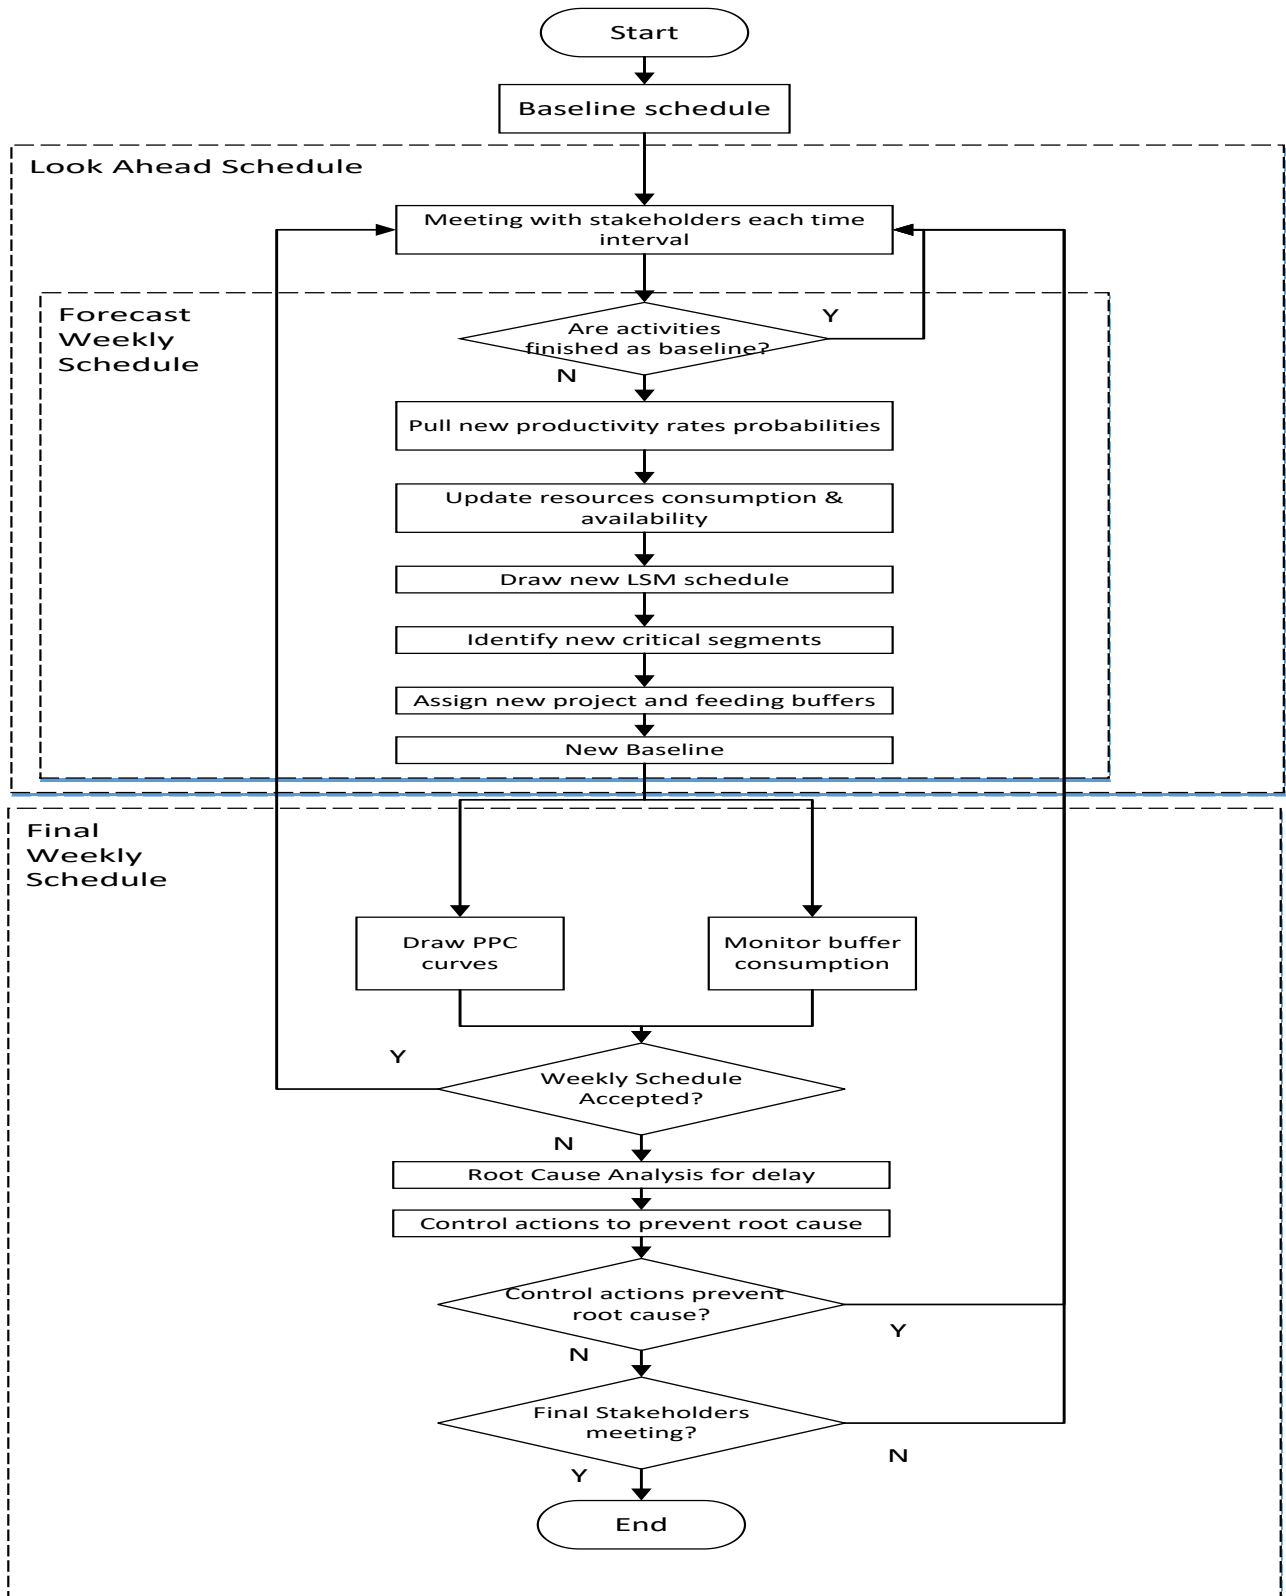 Start
Baseline schedule
Look Ahead Schedule
Meeting with stakeholders each time
interval
Forecast
Weekly
Schedule
Y
Are activities
finished as baseline?
N
Pull new productivity rates probabilities
Update resources consumption &
availability
Draw new LSM schedule
Identify new critical segments
Assign new project and feeding buffers
New Baseline
Final
Weekly
Schedule
Draw PPC
curves
Monitor buffer
consumption
Y
Weekly Schedule
Accepted?
N
Root Cause Analysis for delay
Control actions to prevent root cause
Control actions prevent
root cause?
Y
N
Final Stakeholders
meeting?
N
Y
End